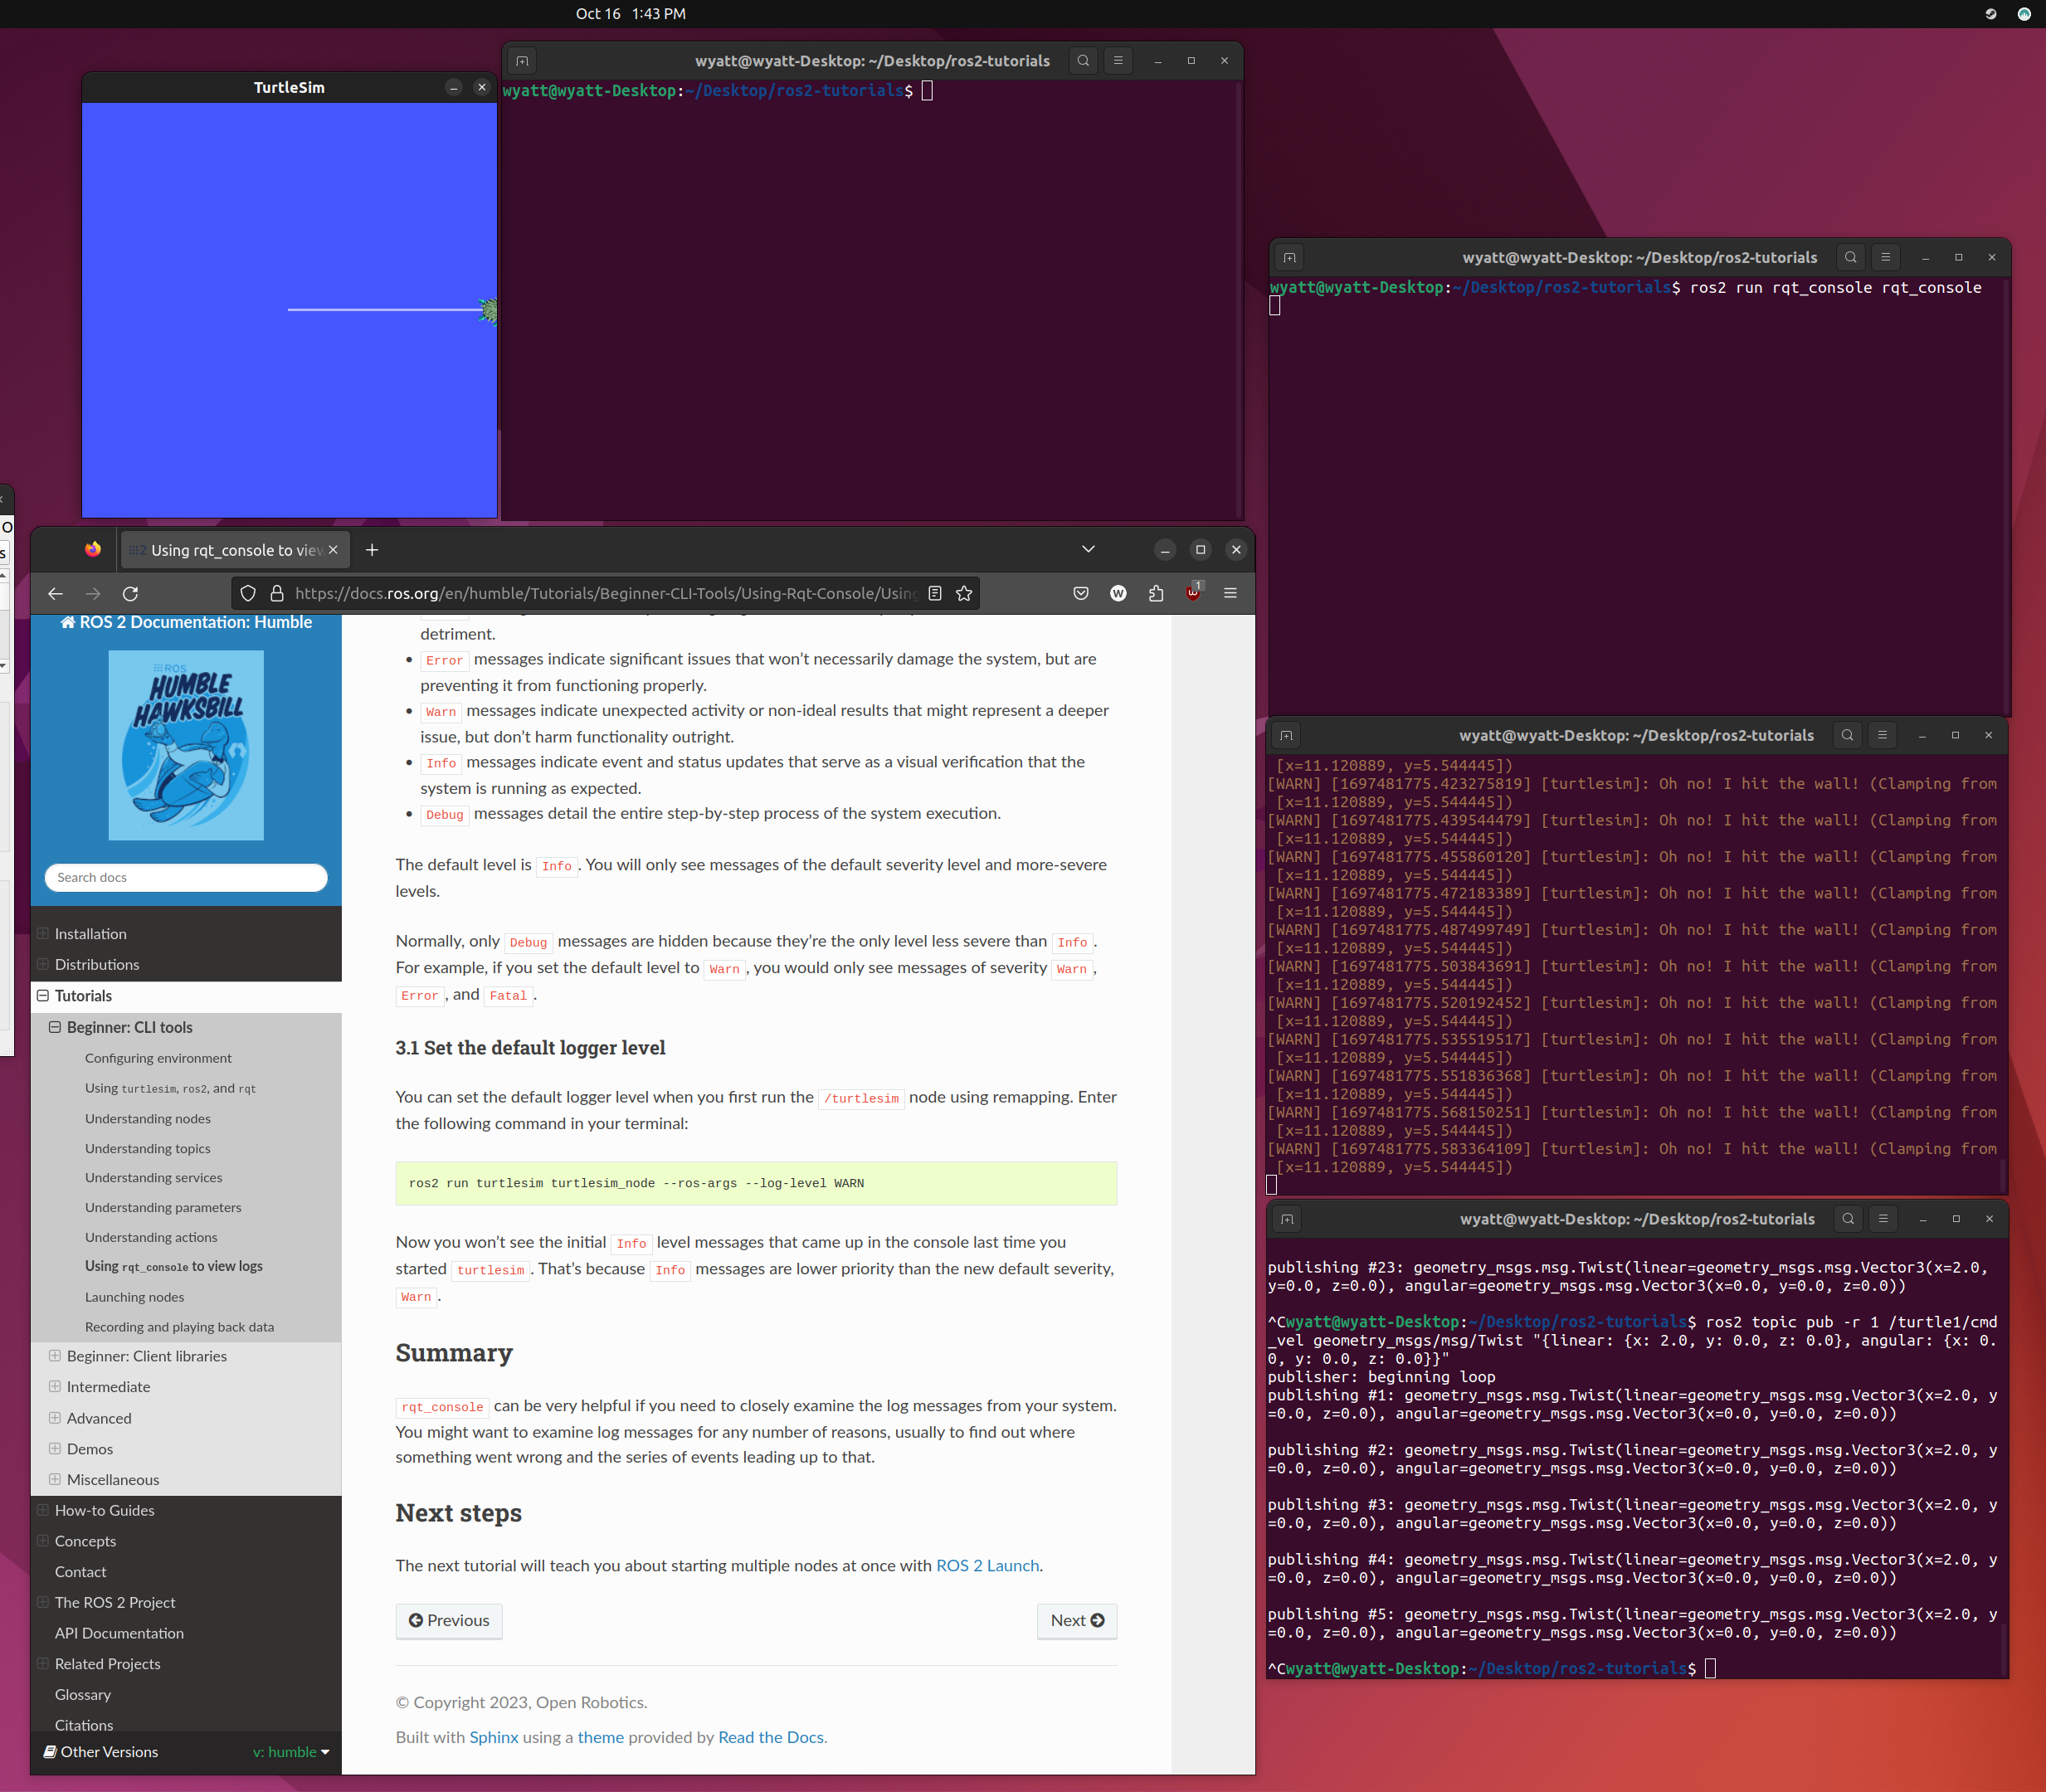 Oct 16 1:43 PM
TurtleSim
wyatt@wyatt-Desktop: ~/Desktop/ros2-tutorials
wyatt@wyatt-Desktop:~/Desktop/ros2-tutorials$
wyatt@wyatt-Desktop: ~/Desktop/ros2-tutorials
wyatt@wyatt-Desktop:~/Desktop/ros2-tutorials$ ros2 run rqt_console rqt_console
Using rqt_console to view
https://docs.ros.org/en/humble/Tutorials/Beginner-CLI-Tools/Using-Rqt-Console/Using
1
ROS 2 Documentation: Humble
ROS
HUMBLE
HAWKSBILL
Search docs
Installation
Distributions
Tutorials
Beginner: CLI tools
Configuring environment
Using turtlesim, ros2, and rqt
Understanding nodes
Understanding topics
Understanding services
Understanding parameters
Understanding actions
Using rqt_console to view logs
Launching nodes
Recording and playing back data
Beginner: Client libraries
Intermediate
Advanced
Demos
Miscellaneous
How-to Guides
Concepts
Contact
The ROS 2 Project
API Documentation
Related Projects
Glossary
Citations
Other Versions v: humble
detriment.
Error messages indicate significant issues that won’t necessarily damage the system, but are
preventing it from functioning properly.
Warn messages indicate unexpected activity or non-ideal results that might represent a deeper
issue, but don’t harm functionality outright.
Info messages indicate event and status updates that serve as a visual verification that the
system is running as expected.
Debug messages detail the entire step-by-step process of the system execution.
The default level is Info. You will only see messages of the default severity level and more-severe
levels.
Normally, only Debug messages are hidden because they’re the only level less severe than Info.
For example, if you set the default level to Warn, you would only see messages of severity Warn,
Error, and Fatal.
3.1 Set the default logger level
You can set the default logger level when you first run the /turtlesim node using remapping. Enter
the following command in your terminal:
ros2 run turtlesim turtlesim_node --ros-args --log-level WARN
Now you won’t see the initial Info level messages that came up in the console last time you
started turtlesim. That’s because Info messages are lower priority than the new default severity,
Warn.
Summary
rqt_console can be very helpful if you need to closely examine the log messages from your system.
You might want to examine log messages for any number of reasons, usually to find out where
something went wrong and the series of events leading up to that.
Next steps
The next tutorial will teach you about starting multiple nodes at once with ROS 2 Launch.
Previous
Next
© Copyright 2023, Open Robotics.
Built with Sphinx using a theme provided by Read the Docs.
wyatt@wyatt-Desktop: ~/Desktop/ros2-tutorials
[x=11.120889, y=5.544445])
[WARN] [1697481775.423275819] [turtlesim]: Oh no! I hit the wall! (Clamping from
[x=11.120889, y=5.544445])
[WARN] [1697481775.439544479] [turtlesim]: Oh no! I hit the wall! (Clamping from
[x=11.120889, y=5.544445])
[WARN] [1697481775.455860120] [turtlesim]: Oh no! I hit the wall! (Clamping from
[x=11.120889, y=5.544445])
[WARN] [1697481775.472183389] [turtlesim]: Oh no! I hit the wall! (Clamping from
[x=11.120889, y=5.544445])
[WARN] [1697481775.487499749] [turtlesim]: Oh no! I hit the wall! (Clamping from
[x=11.120889, y=5.544445])
[WARN] [1697481775.503843691] [turtlesim]: Oh no! I hit the wall! (Clamping from
[x=11.120889, y=5.544445])
[WARN] [1697481775.520192452] [turtlesim]: Oh no! I hit the wall! (Clamping from
[x=11.120889, y=5.544445])
[WARN] [1697481775.535519517] [turtlesim]: Oh no! I hit the wall! (Clamping from
[x=11.120889, y=5.544445])
[WARN] [1697481775.551836368] [turtlesim]: Oh no! I hit the wall! (Clamping from
[x=11.120889, y=5.544445])
[WARN] [1697481775.568150251] [turtlesim]: Oh no! I hit the wall! (Clamping from
[x=11.120889, y=5.544445])
[WARN] [1697481775.583364109] [turtlesim]: Oh no! I hit the wall! (Clamping from
[x=11.120889, y=5.544445])
wyatt@wyatt-Desktop: ~/Desktop/ros2-tutorials
publishing #23: geometry_msgs.msg.Twist(linear=geometry_msgs.msg.Vector3(x=2.0,
y=0.0, z=0.0), angular=geometry_msgs.msg.Vector3(x=0.0, y=0.0, z=0.0))
^Cwyatt@wyatt-Desktop:~/Desktop/ros2-tutorials$ ros2 topic pub -r 1 /turtle1/cmd
_vel geometry_msgs/msg/Twist "{linear: {x: 2.0, y: 0.0, z: 0.0}, angular: {x: 0.
0, y: 0.0, z: 0.0}}"
publisher: beginning loop
publishing #1: geometry_msgs.msg.Twist(linear=geometry_msgs.msg.Vector3(x=2.0, y
=0.0, z=0.0), angular=geometry_msgs.msg.Vector3(x=0.0, y=0.0, z=0.0))
publishing #2: geometry_msgs.msg.Twist(linear=geometry_msgs.msg.Vector3(x=2.0, y
=0.0, z=0.0), angular=geometry_msgs.msg.Vector3(x=0.0, y=0.0, z=0.0))
publishing #3: geometry_msgs.msg.Twist(linear=geometry_msgs.msg.Vector3(x=2.0, y
=0.0, z=0.0), angular=geometry_msgs.msg.Vector3(x=0.0, y=0.0, z=0.0))
publishing #4: geometry_msgs.msg.Twist(linear=geometry_msgs.msg.Vector3(x=2.0, y
=0.0, z=0.0), angular=geometry_msgs.msg.Vector3(x=0.0, y=0.0, z=0.0))
publishing #5: geometry_msgs.msg.Twist(linear=geometry_msgs.msg.Vector3(x=2.0, y
=0.0, z=0.0), angular=geometry_msgs.msg.Vector3(x=0.0, y=0.0, z=0.0))
^Cwyatt@wyatt-Desktop:~/Desktop/ros2-tutorials$